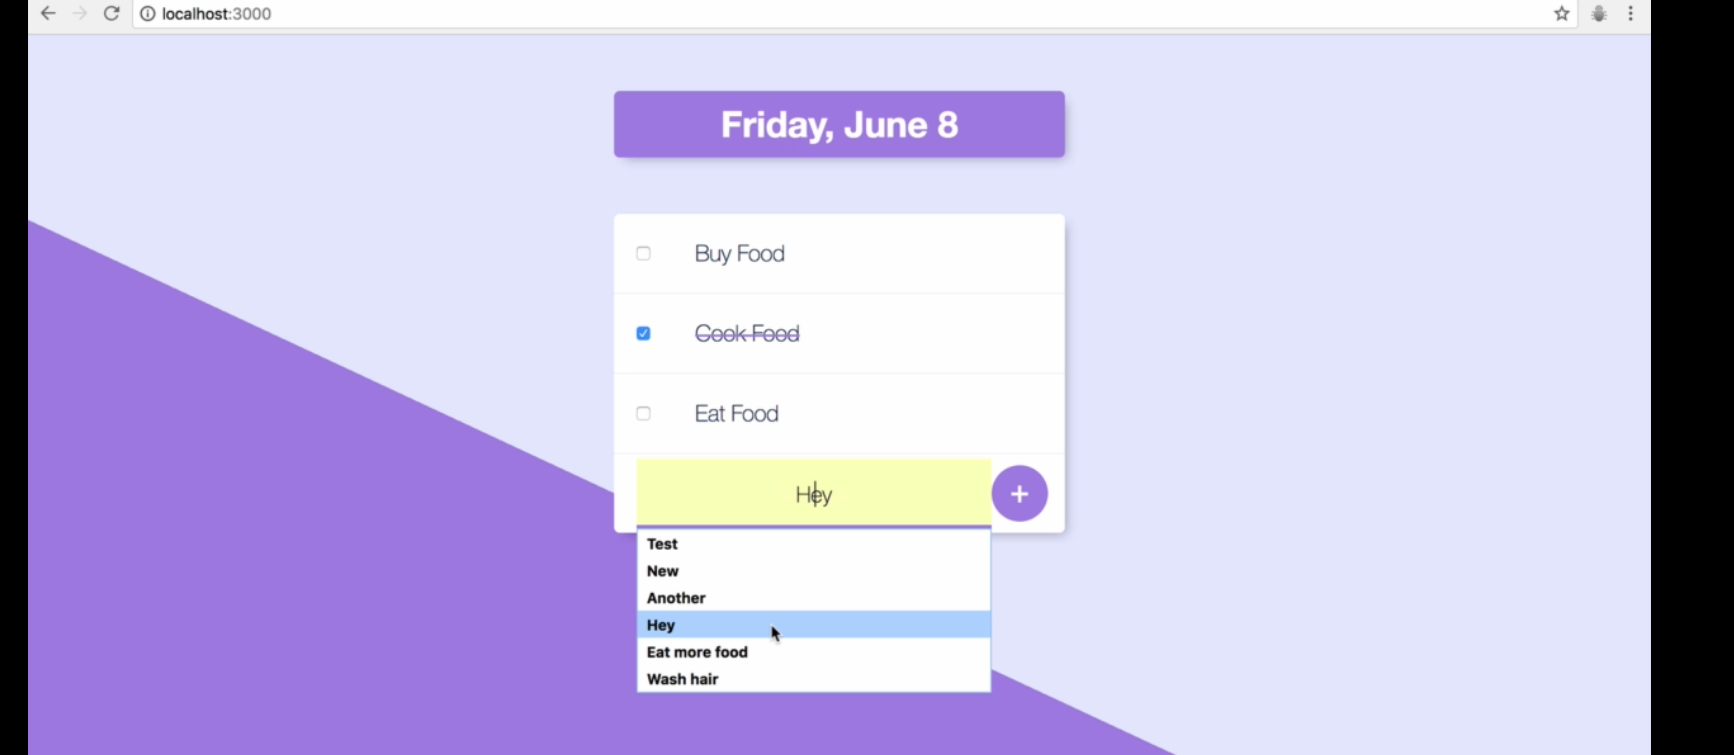 localhost:3000
Friday, June 8
Buy Food
Cook Food
Eat Food
Hey
+
Test
New
Another
Hey
Eat more food
Wash hair